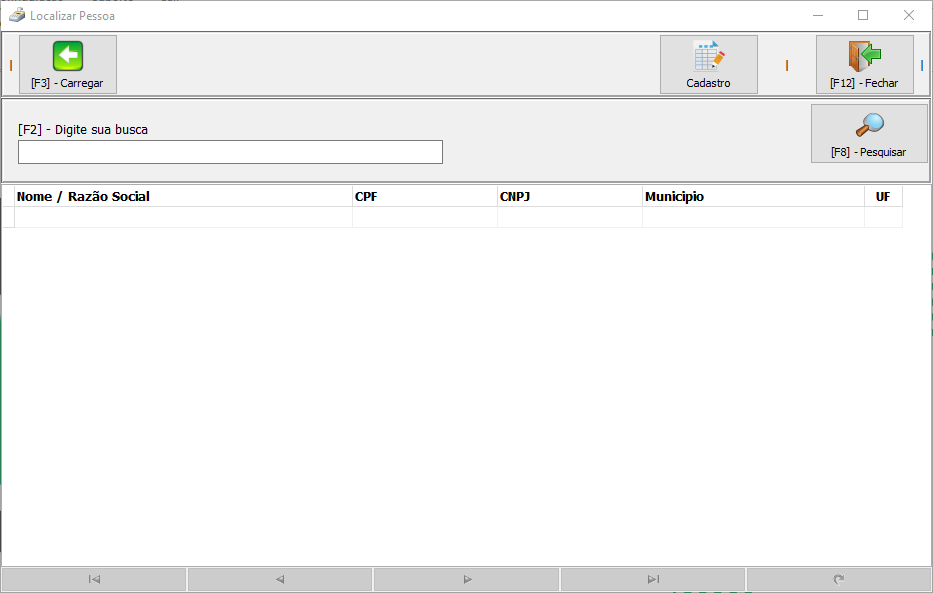 Localizar Pessoa
[F3] - Carregar
Cadastro
[F12] - Fechar
[F2] - Digite sua busca
[F8] - Pesquisar
Nome / Razão Social CPF CNPJ Municipio UF